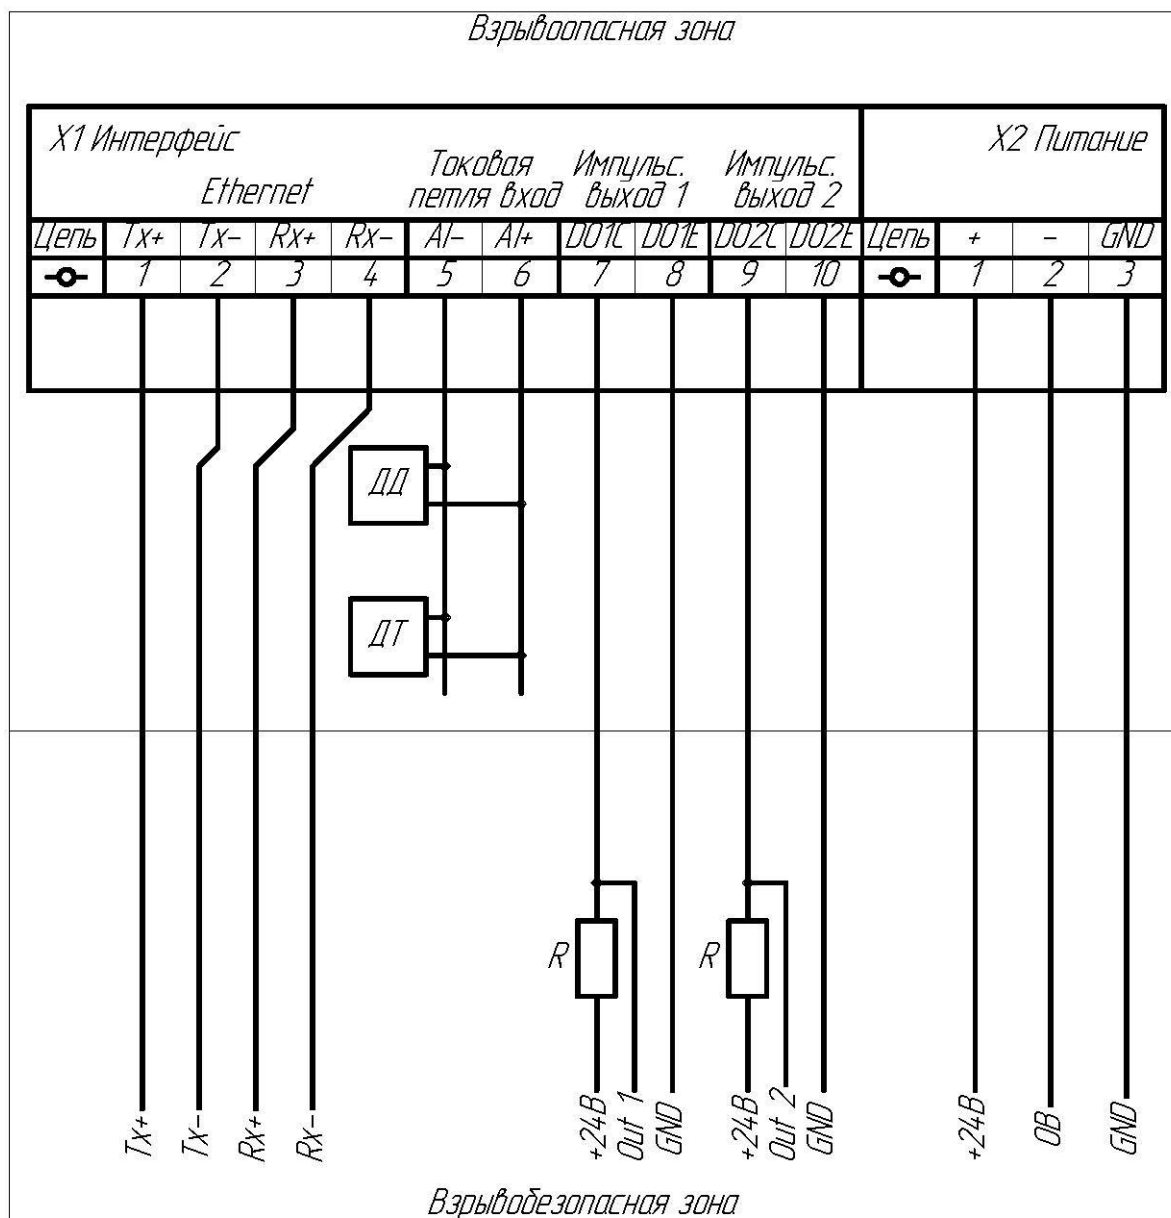 Взрывоопасная зона
X1 Интерфейс
X2 Питание
Ethernet
Токовая
петля вход
Импульс.
выход 1
Импульс.
выход 2
Цепь Tx+ Tx- Rx+ Rx- AI- AI+ DO1C DO1E DO2C DO2E Цепь + - GND
1 2 3 4 5 6 7 8 9 10 1 2 3
ДД
ДТ
R
R
Tx+
Tx-
Rx+
Rx-
+24В
Out 1
GND
+24В
Out 2
GND
+24В
0В
GND
Взрывобезопасная зона